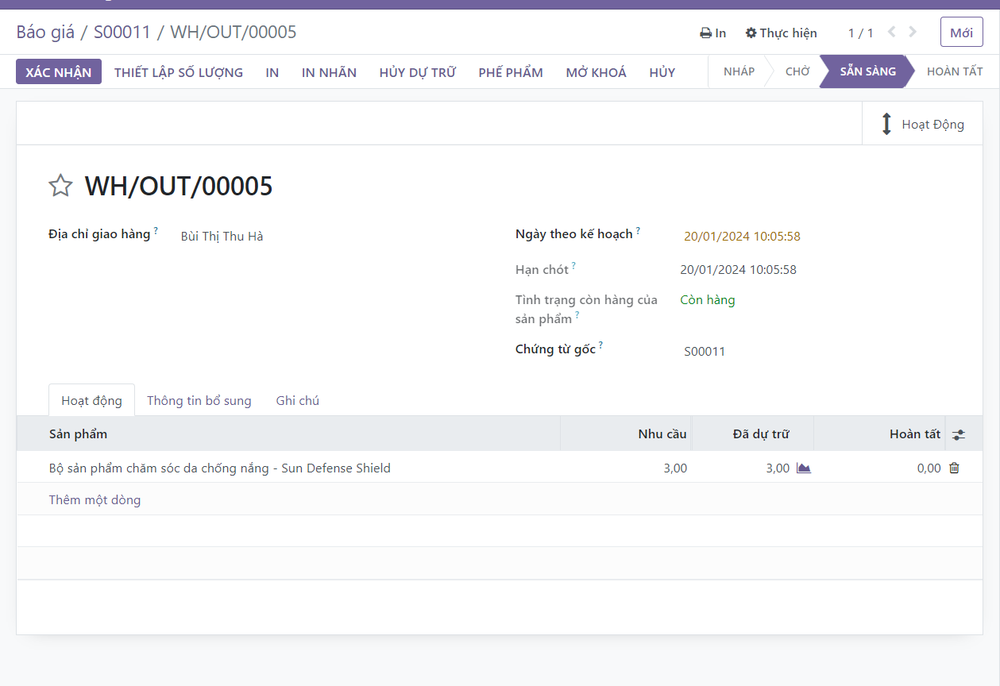 Báo giá / S00011 / WH/OUT/00005
In Thực hiện 1 / 1 Mới
XÁC NHẬN THIẾT LẬP SỐ LƯỢNG IN IN NHÃN HỦY DỰ TRỮ PHẾ PHẨM MỞ KHOÁ HỦY NHÁP CHỜ SẴN SÀNG HOÀN TẤT
Hoạt Động
WH/OUT/00005
Địa chỉ giao hàng ? Bùi Thị Thu Hà
Ngày theo kế hoạch ? 20/01/2024 10:05:58
Hạn chót ? 20/01/2024 10:05:58
Tình trạng còn hàng của
sản phẩm ? Còn hàng
Chứng từ gốc ? S00011
Hoạt động Thông tin bổ sung Ghi chú
Sản phẩm Nhu cầu Đã dự trữ Hoàn tất
Bộ sản phẩm chăm sóc da chống nắng - Sun Defense Shield 3,00 3,00 0,00
Thêm một dòng